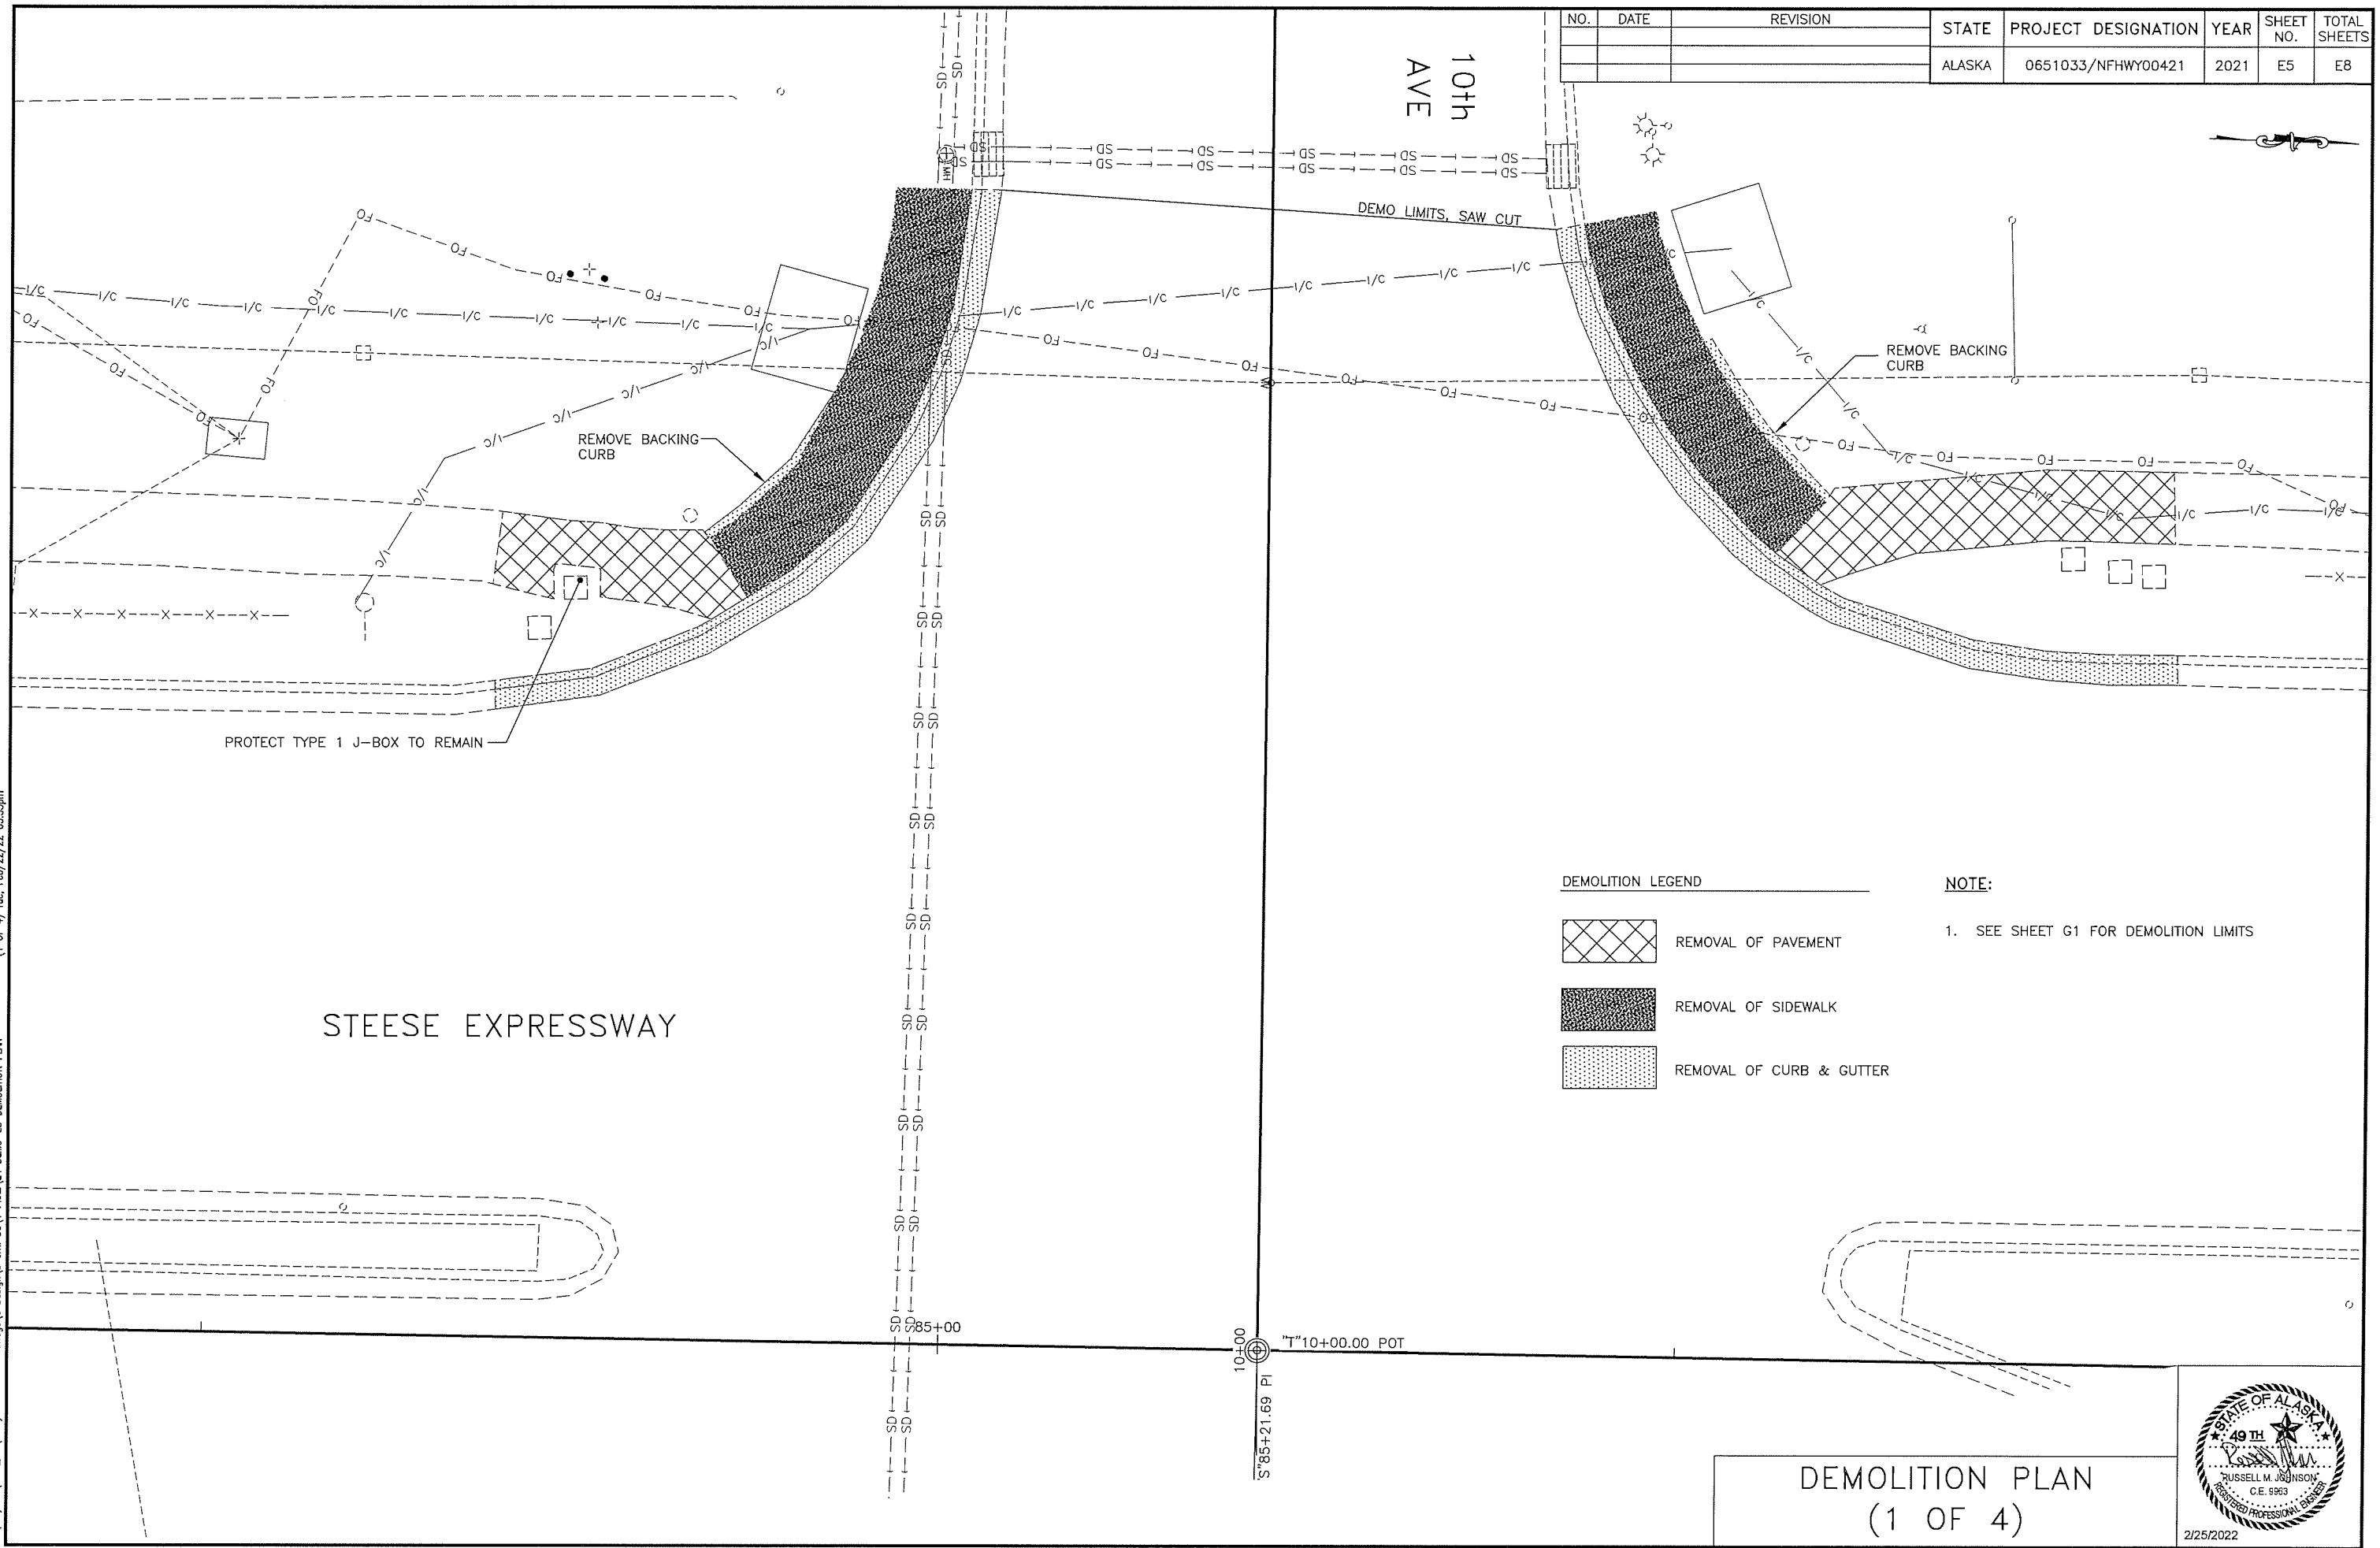 NO. DATE REVISION
STATE PROJECT DESIGNATION YEAR SHEET NO. TOTAL SHEETS
ALASKA 0651033/NFHWY00421 2021 E5 E8
10th
AVE
DEMO LIMITS, SAW CUT
REMOVE BACKING
CURB
REMOVE BACKING
CURB
PROTECT TYPE 1 J-BOX TO REMAIN
MH
DEMOLITION LEGEND
REMOVAL OF PAVEMENT
REMOVAL OF SIDEWALK
REMOVAL OF CURB & GUTTER
NOTE:
1. SEE SHEET G1 FOR DEMOLITION LIMITS
STEESE EXPRESSWAY
85+00
10+00
"T"10+00.00 POT
S"85+21.69 PI
DEMOLITION PLAN
(1 OF 4)
STATE OF ALASKA
49 TH
RUSSELL M. JOHNSON
C.E. 9963
REGISTERED PROFESSIONAL ENGINEER
2/25/2022